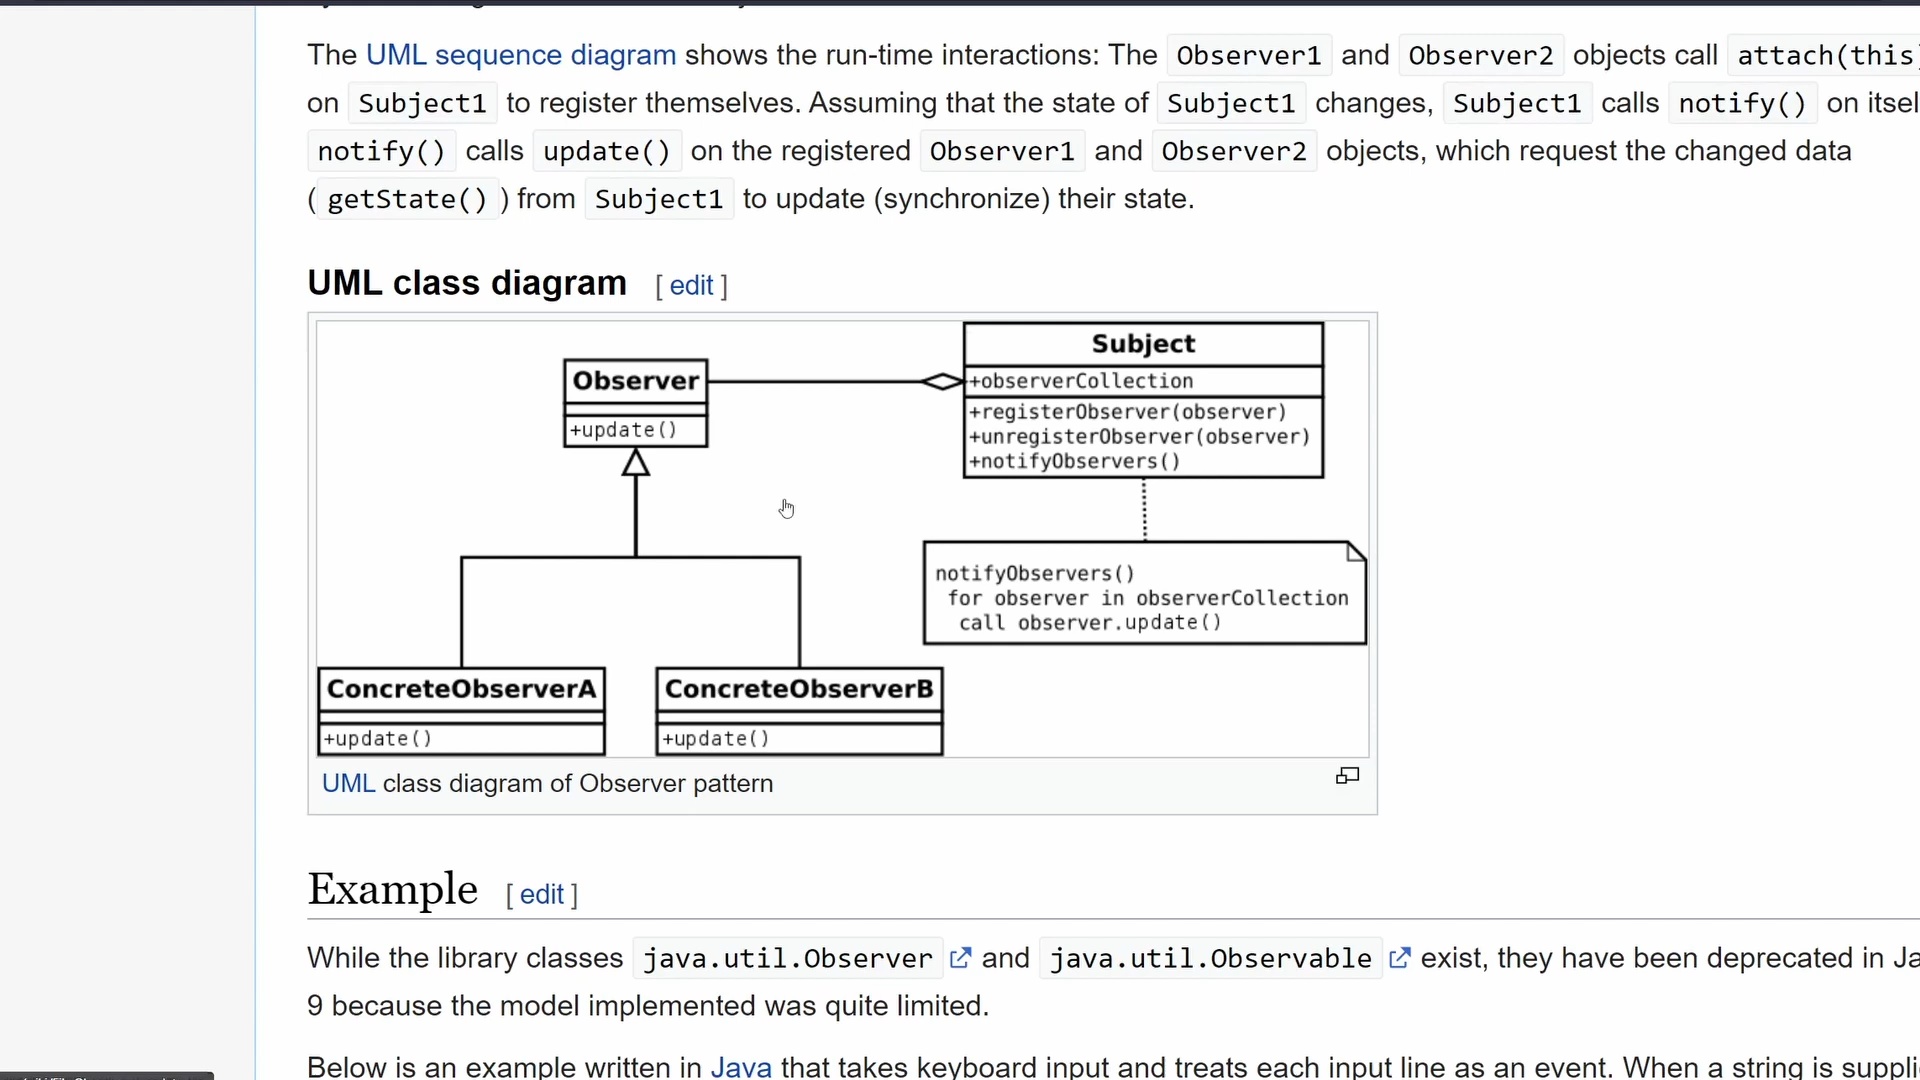 The UML sequence diagram shows the run-time interactions: The Observer1 and Observer2 objects call attach(this)
on Subject1 to register themselves. Assuming that the state of Subject1 changes, Subject1 calls notify() on itsel
notify() calls update() on the registered Observer1 and Observer2 objects, which request the changed data
( getState() ) from Subject1 to update (synchronize) their state.
UML class diagram [ edit ]
Observer
+update()
Subject
+observerCollection
+registerObserver(observer)
+unregisterObserver(observer)
+notifyObservers()
notifyObservers()
for observer in observerCollection
call observer.update()
ConcreteObserverA
+update()
ConcreteObserverB
+update()
UML class diagram of Observer pattern
Example [ edit ]
While the library classes java.util.Observer and java.util.Observable exist, they have been deprecated in Ja
9 because the model implemented was quite limited.
Below is an example written in Java that takes keyboard input and treats each input line as an event. When a string is suppli